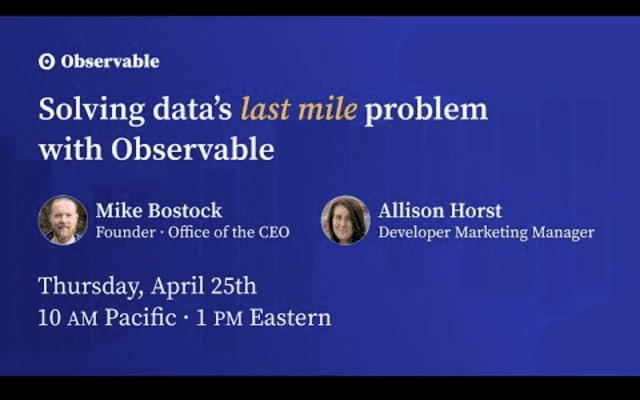 Observable
Solving data’s last mile problem
with Observable
Mike Bostock
Founder · Office of the CEO
Allison Horst
Developer Marketing Manager
Thursday, April 25th
10 AM Pacific · 1 PM Eastern